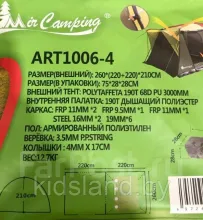 Mir Camping
ART1006-4
РАЗМЕР(ВНЕШНИЙ): 260*(220+220)*210CM
РАЗМЕР(В УПАКОВКЕ): 75*28*28CM
ВНЕШНИЙ ТЕНТ: POLYTAFFETA 190T 68D PU 3000MM
ВНУТРЕННЯЯ ПАЛАТКА: 190T ДЫШАЩИЙ ПОЛИЭСТЕР
КАРКАС: FRP 11MM*2 FRP 9.5MM*1 FRP 11MM*1
STEEL 16MM*2 19MM*6
ПОЛ: АРМИРОВАННЫЙ ПОЛИЭТИЛЕН
ВЕРЕВКА: 3.5MM PP.STRING
КОЛЫШКИ: 4MM X 17CM
ВЕС:12.7КГ
220cm 220cm
210cm
kidsland.by